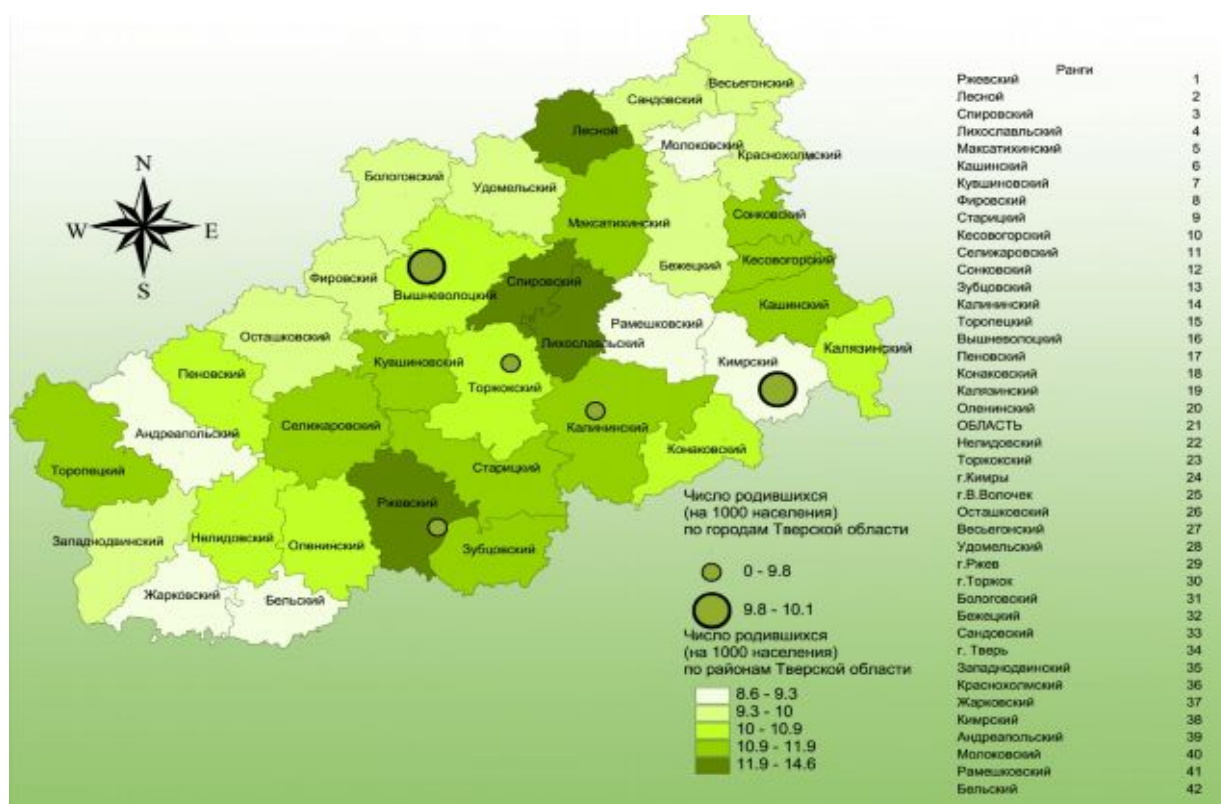 Весьегонский
Сандовский
Лесной
Молоковский
Краснохолмский
Бологовский
Удомельский
Сонковский
Максатихинский
Бежецкий
Кесовогорский
Фировский
Вышневолоцкий
Спировский
Кашинский
Рамешковский
Осташковский
Лихославльский
Калязинский
Кимрский
Кувшиновский
Пеновский
Торжокский
Селижаровский
Калининский
Андреапольский
Конаковский
Торопецкий
Старицкий
Ржевский
Западнодвинский
Нелидовский
Оленинский
Зубцовский
Жарковский
Бельский
N
W
E
S
Число родившихся
(на 1000 населения)
по городам Тверской области
0 - 9.8
9.8 - 10.1
Число родившихся
(на 1000 населения)
по районам Тверской области
8.6 - 9.3
9.3 - 10
10 - 10.9
10.9 - 11.9
11.9 - 14.6
Ранги
Ржевский 1
Лесной 2
Спировский 3
Лихославльский 4
Максатихинский 5
Кашинский 6
Кувшиновский 7
Фировский 8
Старицкий 9
Кесовогорский 10
Селижаровский 11
Сонковский 12
Зубцовский 13
Калининский 14
Торопецкий 15
Вышневолоцкий 16
Пеновский 17
Конаковский 18
Калязинский 19
Оленинский 20
ОБЛАСТЬ 21
Нелидовский 22
Торжокский 23
г.Кимры 24
г.В.Волочек 25
Осташковский 26
Весьегонский 27
Удомельский 28
г.Ржев 29
г.Торжок 30
Бологовский 31
Бежецкий 32
Сандовский 33
г. Тверь 34
Западнодвинский 35
Краснохолмский 36
Жарковский 37
Кимрский 38
Андреапольский 39
Молоковский 40
Рамешковский 41
Бельский 42